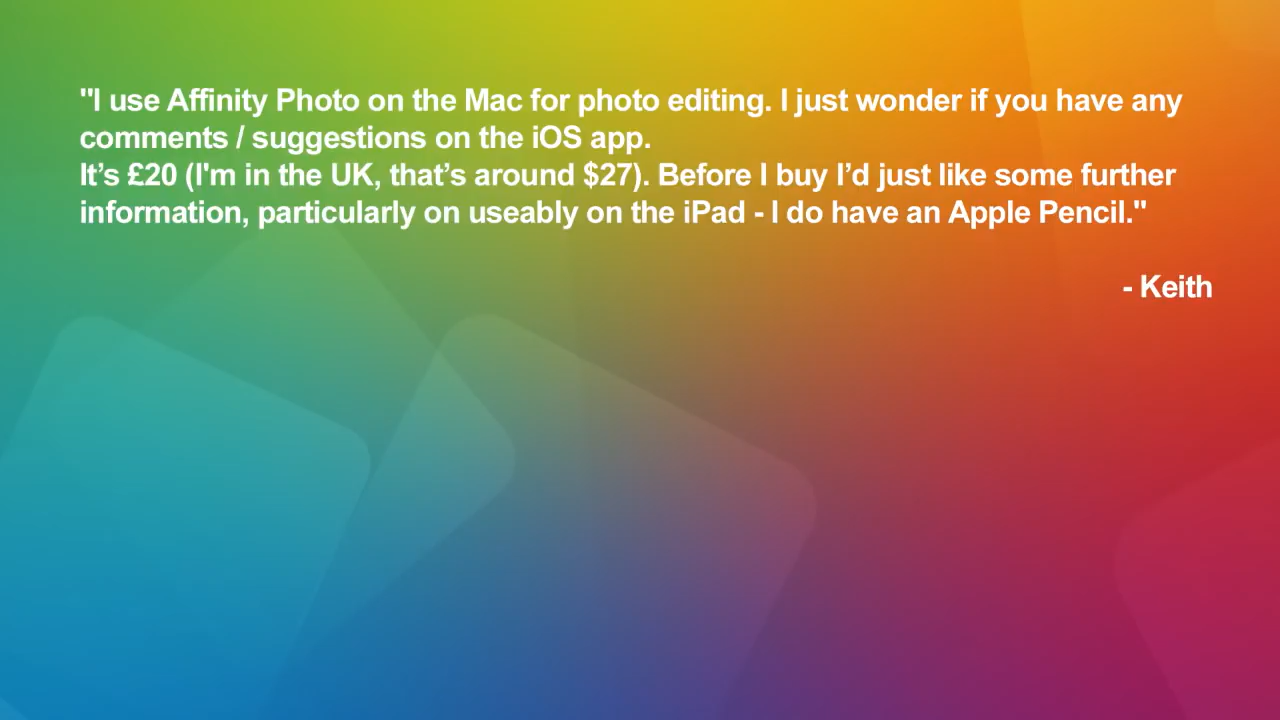 "I use Affinity Photo on the Mac for photo editing. I just wonder if you have any
comments / suggestions on the iOS app.
It’s £20 (I'm in the UK, that’s around $27). Before I buy I’d just like some further
information, particularly on useably on the iPad - I do have an Apple Pencil."
- Keith